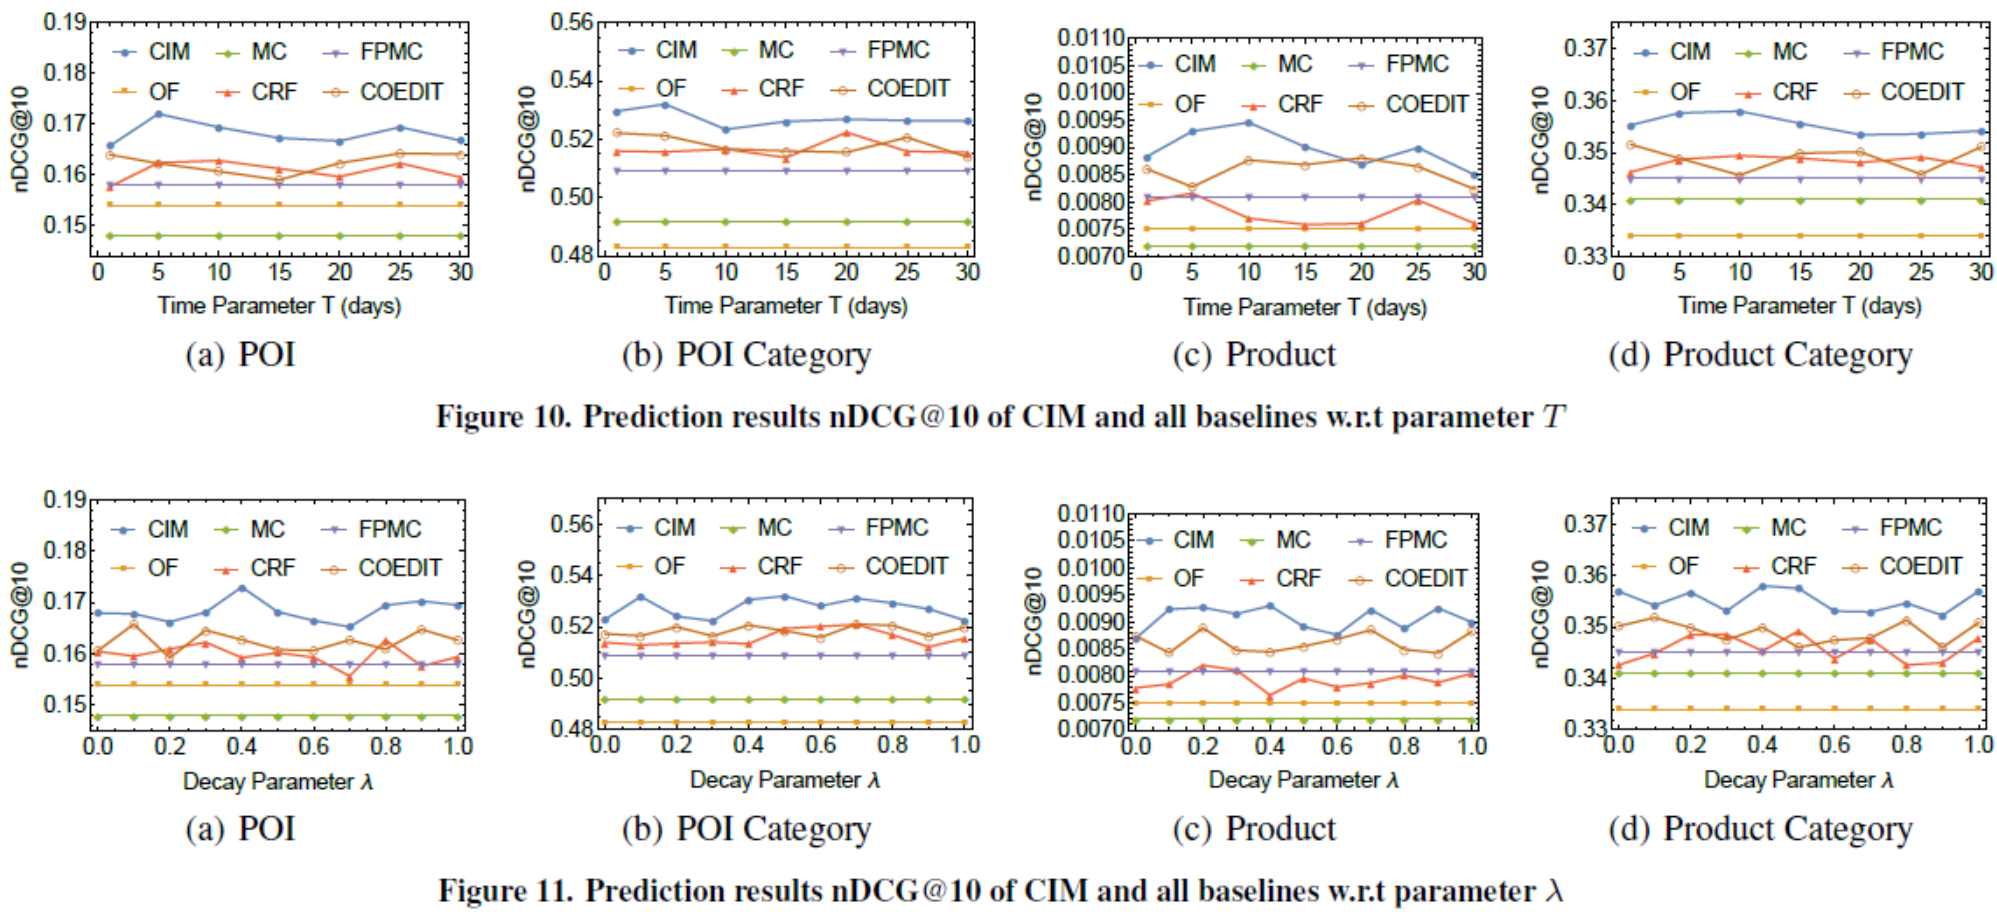 0.19
0.18
0.17
0.16
0.15
nDCG@10
CIM MC FPMC
OF CRF COEDIT
0 5 10 15 20 25 30
Time Parameter T (days)
(a) POI
0.56
0.54
0.52
0.50
0.48
nDCG@10
CIM MC FPMC
OF CRF COEDIT
0 5 10 15 20 25 30
Time Parameter T (days)
(b) POI Category
0.0110
0.0105
0.0100
0.0095
0.0090
0.0085
0.0080
0.0075
0.0070
nDCG@10
CIM MC FPMC
OF CRF COEDIT
0 5 10 15 20 25 30
Time Parameter T (days)
(c) Product
0.37
0.36
0.35
0.34
0.33
nDCG@10
CIM MC FPMC
OF CRF COEDIT
0 5 10 15 20 25 30
Time Parameter T (days)
(d) Product Category
Figure 10. Prediction results nDCG@10 of CIM and all baselines w.r.t parameter T
0.19
0.18
0.17
0.16
0.15
nDCG@10
CIM MC FPMC
OF CRF COEDIT
0.0 0.2 0.4 0.6 0.8 1.0
Decay Parameter λ
(a) POI
0.56
0.54
0.52
0.50
0.48
nDCG@10
CIM MC FPMC
OF CRF COEDIT
0.0 0.2 0.4 0.6 0.8 1.0
Decay Parameter λ
(b) POI Category
0.0110
0.0105
0.0100
0.0095
0.0090
0.0085
0.0080
0.0075
0.0070
nDCG@10
CIM MC FPMC
OF CRF COEDIT
0.0 0.2 0.4 0.6 0.8 1.0
Decay Parameter λ
(c) Product
0.37
0.36
0.35
0.34
0.33
nDCG@10
CIM MC FPMC
OF CRF COEDIT
0.0 0.2 0.4 0.6 0.8 1.0
Decay Parameter λ
(d) Product Category
Figure 11. Prediction results nDCG@10 of CIM and all baselines w.r.t parameter λ